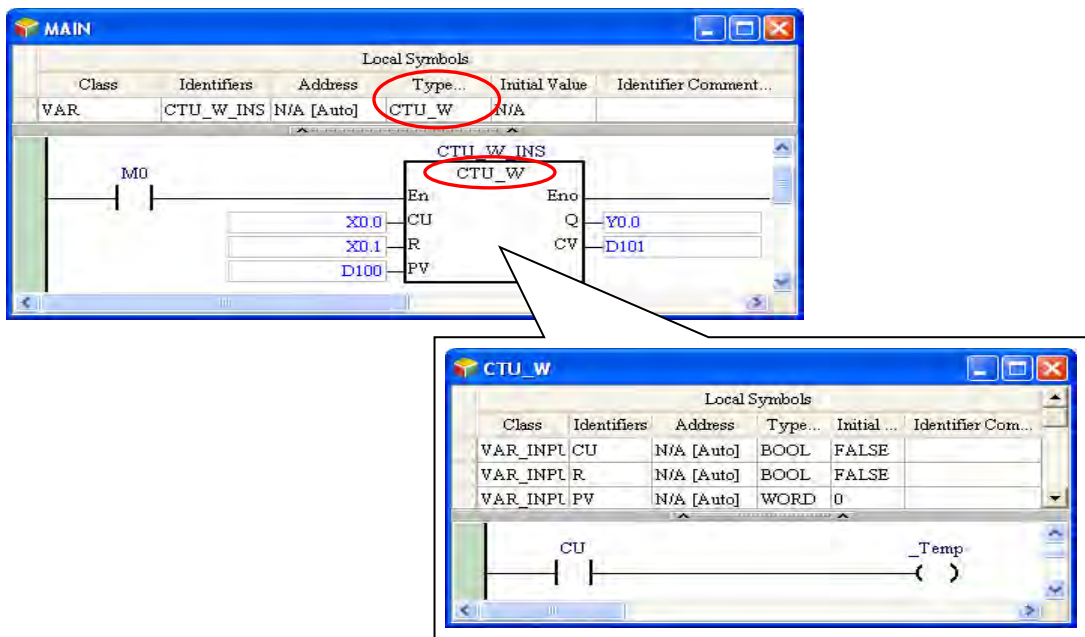 MAIN
Local Symbols
Class Identifiers Address Type... Initial Value Identifier Comment...
VAR CTU_W_INS N/A [Auto] CTU_W N/A
CTU_W_INS
M0 CTU_W
En Eno
X0.0 CU Q Y0.0
X0.1 R CV D101
D100 PV
CTU_W
Local Symbols
Class Identifiers Address Type... Initial ... Identifier Com...
VAR_INPU CU N/A [Auto] BOOL FALSE
VAR_INPU R N/A [Auto] BOOL FALSE
VAR_INPU PV N/A [Auto] WORD 0
CU _Temp